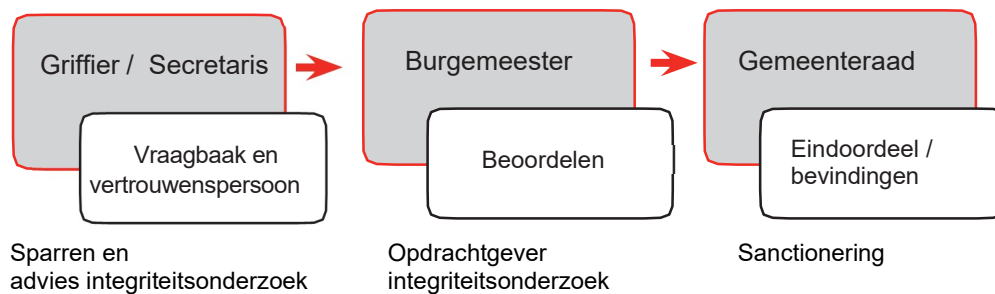 Griffier / Secretaris
Vraagbaak en
vertrouwenspersoon
Sparren en
advies integriteitsonderzoek
Burgemeester
Beoordelen
Opdrachtgever
integriteitsonderzoek
Gemeenteraad
Eindoordeel /
bevindingen
Sanctionering